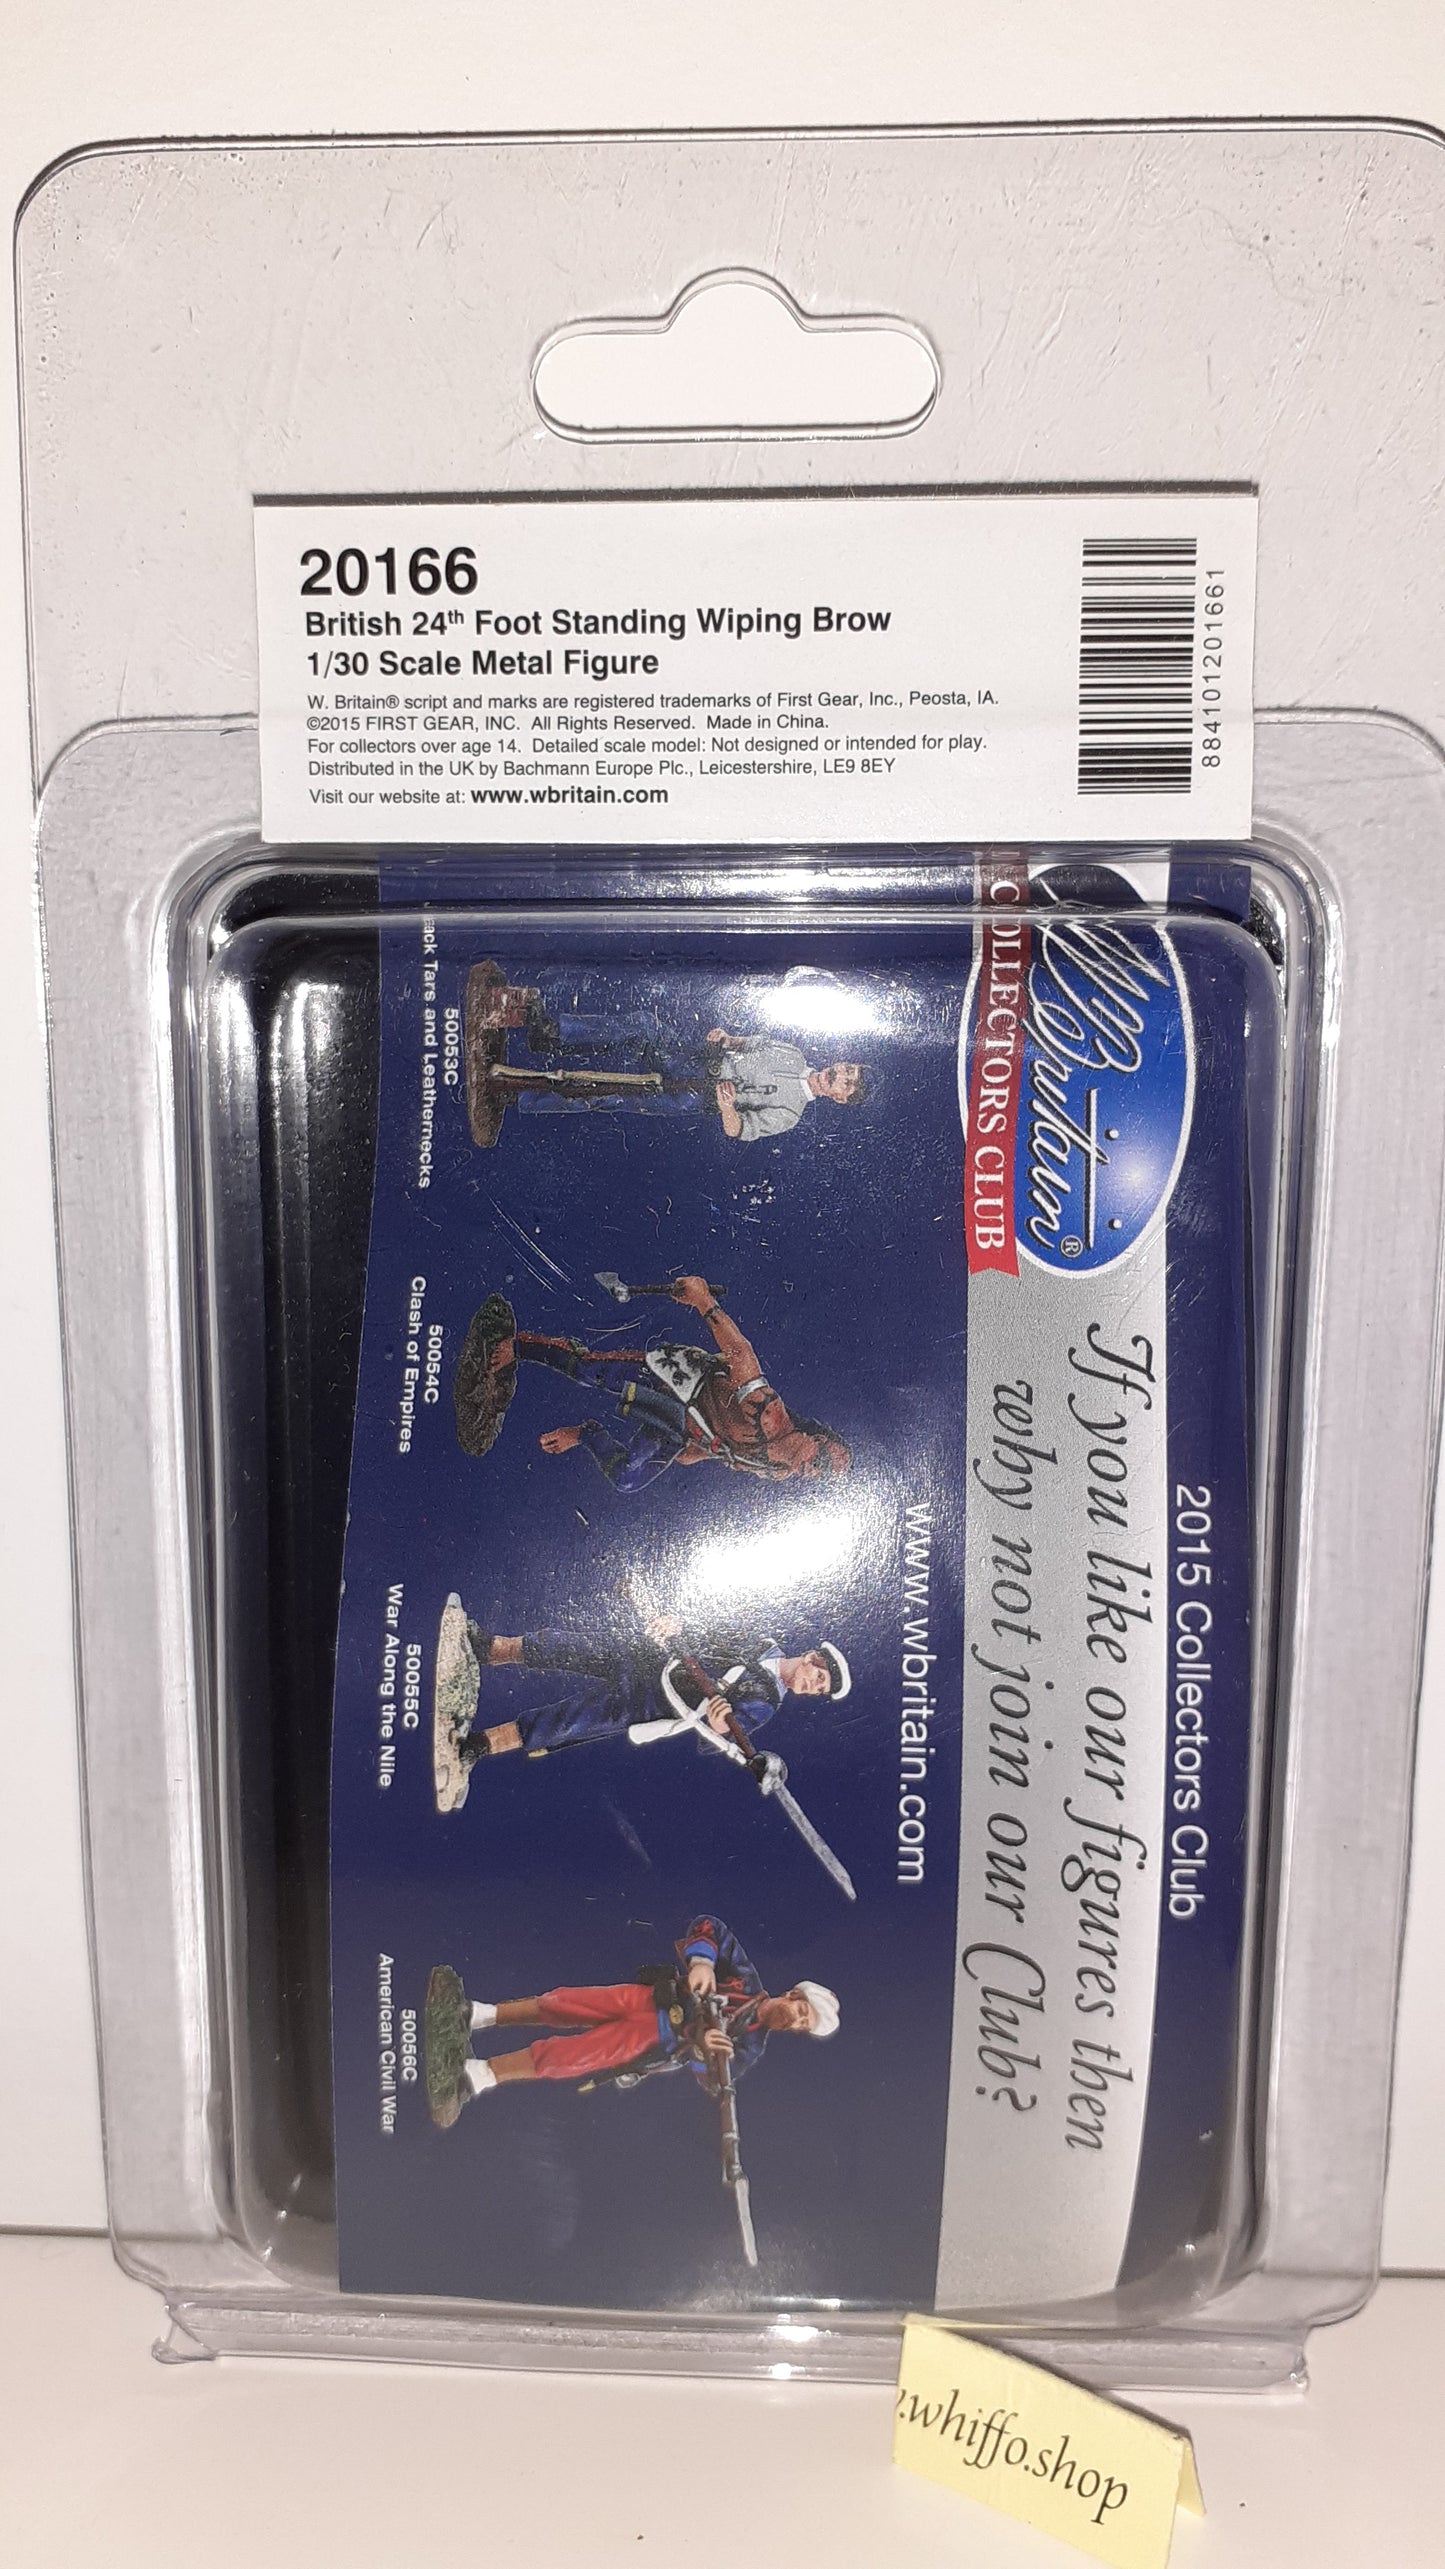 20166
British 24th Foot Standing Wiping Brow
1/30 Scale Metal Figure
W. Britain® script and marks are registered trademarks of First Gear, Inc., Peosta, IA.
©2015 FIRST GEAR, INC. All Rights Reserved. Made in China.
For collectors over age 14. Detailed scale model: Not designed or intended for play.
Distributed in the UK by Bachmann Europe Plc., Leicestershire, LE9 8EY
Visit our website at: www.wbritain.com
884101201661
2015 Collectors Club
W. Britain®
COLLECTORS CLUB
If you like our figures then
why not join our Club?
www.wbritain.com
50053C
Tars and Leathernecks
50054C
Clash of Empires
50055C
War Along the Nile
50056C
American Civil War
.whiffo.shop